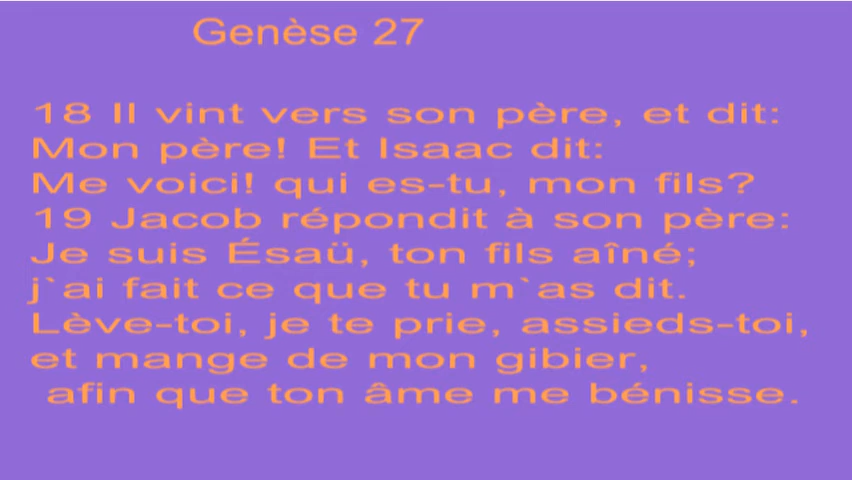 Genèse 27
18 Il vint vers son père, et dit:
Mon père! Et Isaac dit:
Me voici! qui es-tu, mon fils?
19 Jacob répondit à son père:
Je suis Ésaü, ton fils aîné;
j`ai fait ce que tu m`as dit.
Lève-toi, je te prie, assieds-toi,
et mange de mon gibier,
afin que ton âme me bénisse.